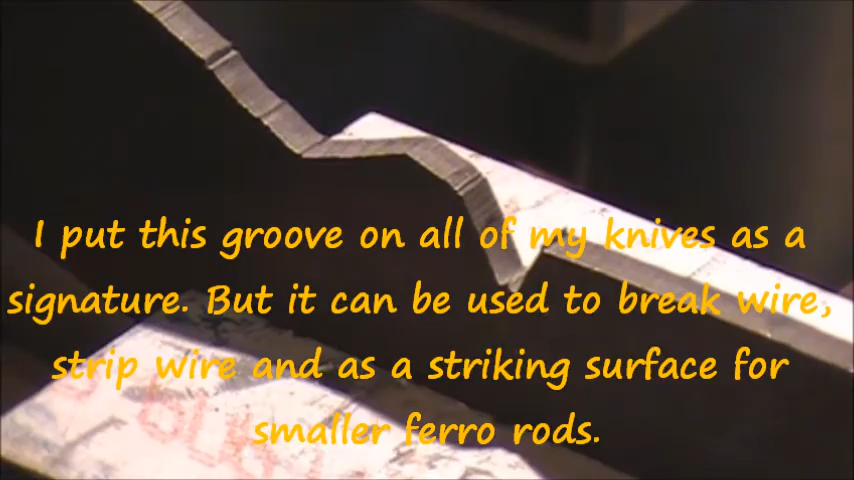 I put this groove on all of my knives as a
signature. But it can be used to break wire,
strip wire and as a striking surface for
smaller ferro rods.